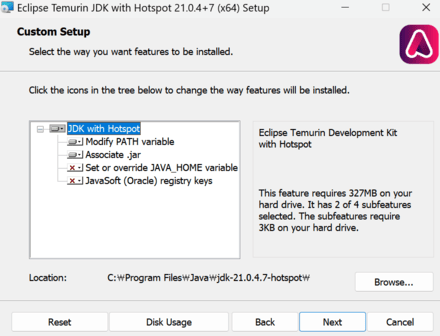 Eclipse Temurin JDK with Hotspot 21.0.4+7 (x64) Setup
Custom Setup
Select the way you want features to be installed.
Click the icons in the tree below to change the way features will be installed.
JDK with Hotspot
Modify PATH variable
Associate .jar
Set or override JAVA_HOME variable
JavaSoft (Oracle) registry keys
Eclipse Temurin Development Kit
with Hotspot
This feature requires 327MB on your
hard drive. It has 2 of 4 subfeatures
selected. The subfeatures require
3KB on your hard drive.
Location: C:₩Program Files₩Java₩jdk-21.0.4.7-hotspot₩
Browse...
Reset Disk Usage Back Next Cancel